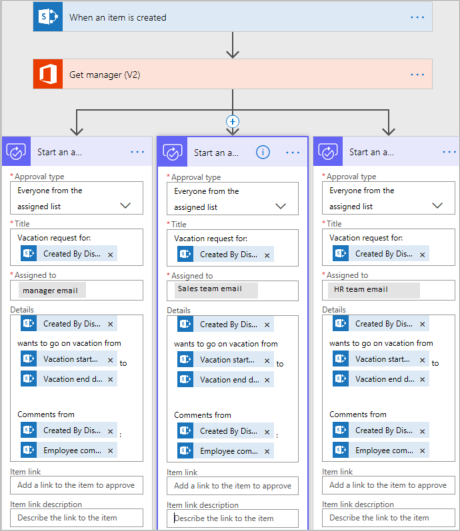 When an item is created
Get manager (V2)
Start an a...
*Approval type
Everyone from the
assigned list
*Title
Vacation request for:
Created By Dis... ×
*Assigned to
manager email
Details
Created By Dis... ×
wants to go on vacation from
Vacation start... × to
Vacation end d... ×
Comments from
Created By Dis... × :
Employee com... ×
Item link
Add a link to the item to approve
Item link description
Describe the link to the item
Start an a...
*Approval type
Everyone from the
assigned list
*Title
Vacation request for:
Created By Dis... ×
*Assigned to
Sales team email
Details
Created By Dis... ×
wants to go on vacation from
Vacation start... × to
Vacation end d... ×
Comments from
Created By Dis... × :
Employee com... ×
Item link
Add a link to the item to approve
Item link description
Describe the link to the item
Start an a...
*Approval type
Everyone from the
assigned list
*Title
Vacation request for:
Created By Dis... ×
*Assigned to
HR team email
Details
Created By Dis... ×
wants to go on vacation from
Vacation start... × to
Vacation end d... ×
Comments from
Created By Dis... × :
Employee com... ×
Item link
Add a link to the item to approve
Item link description
Describe the link to the item